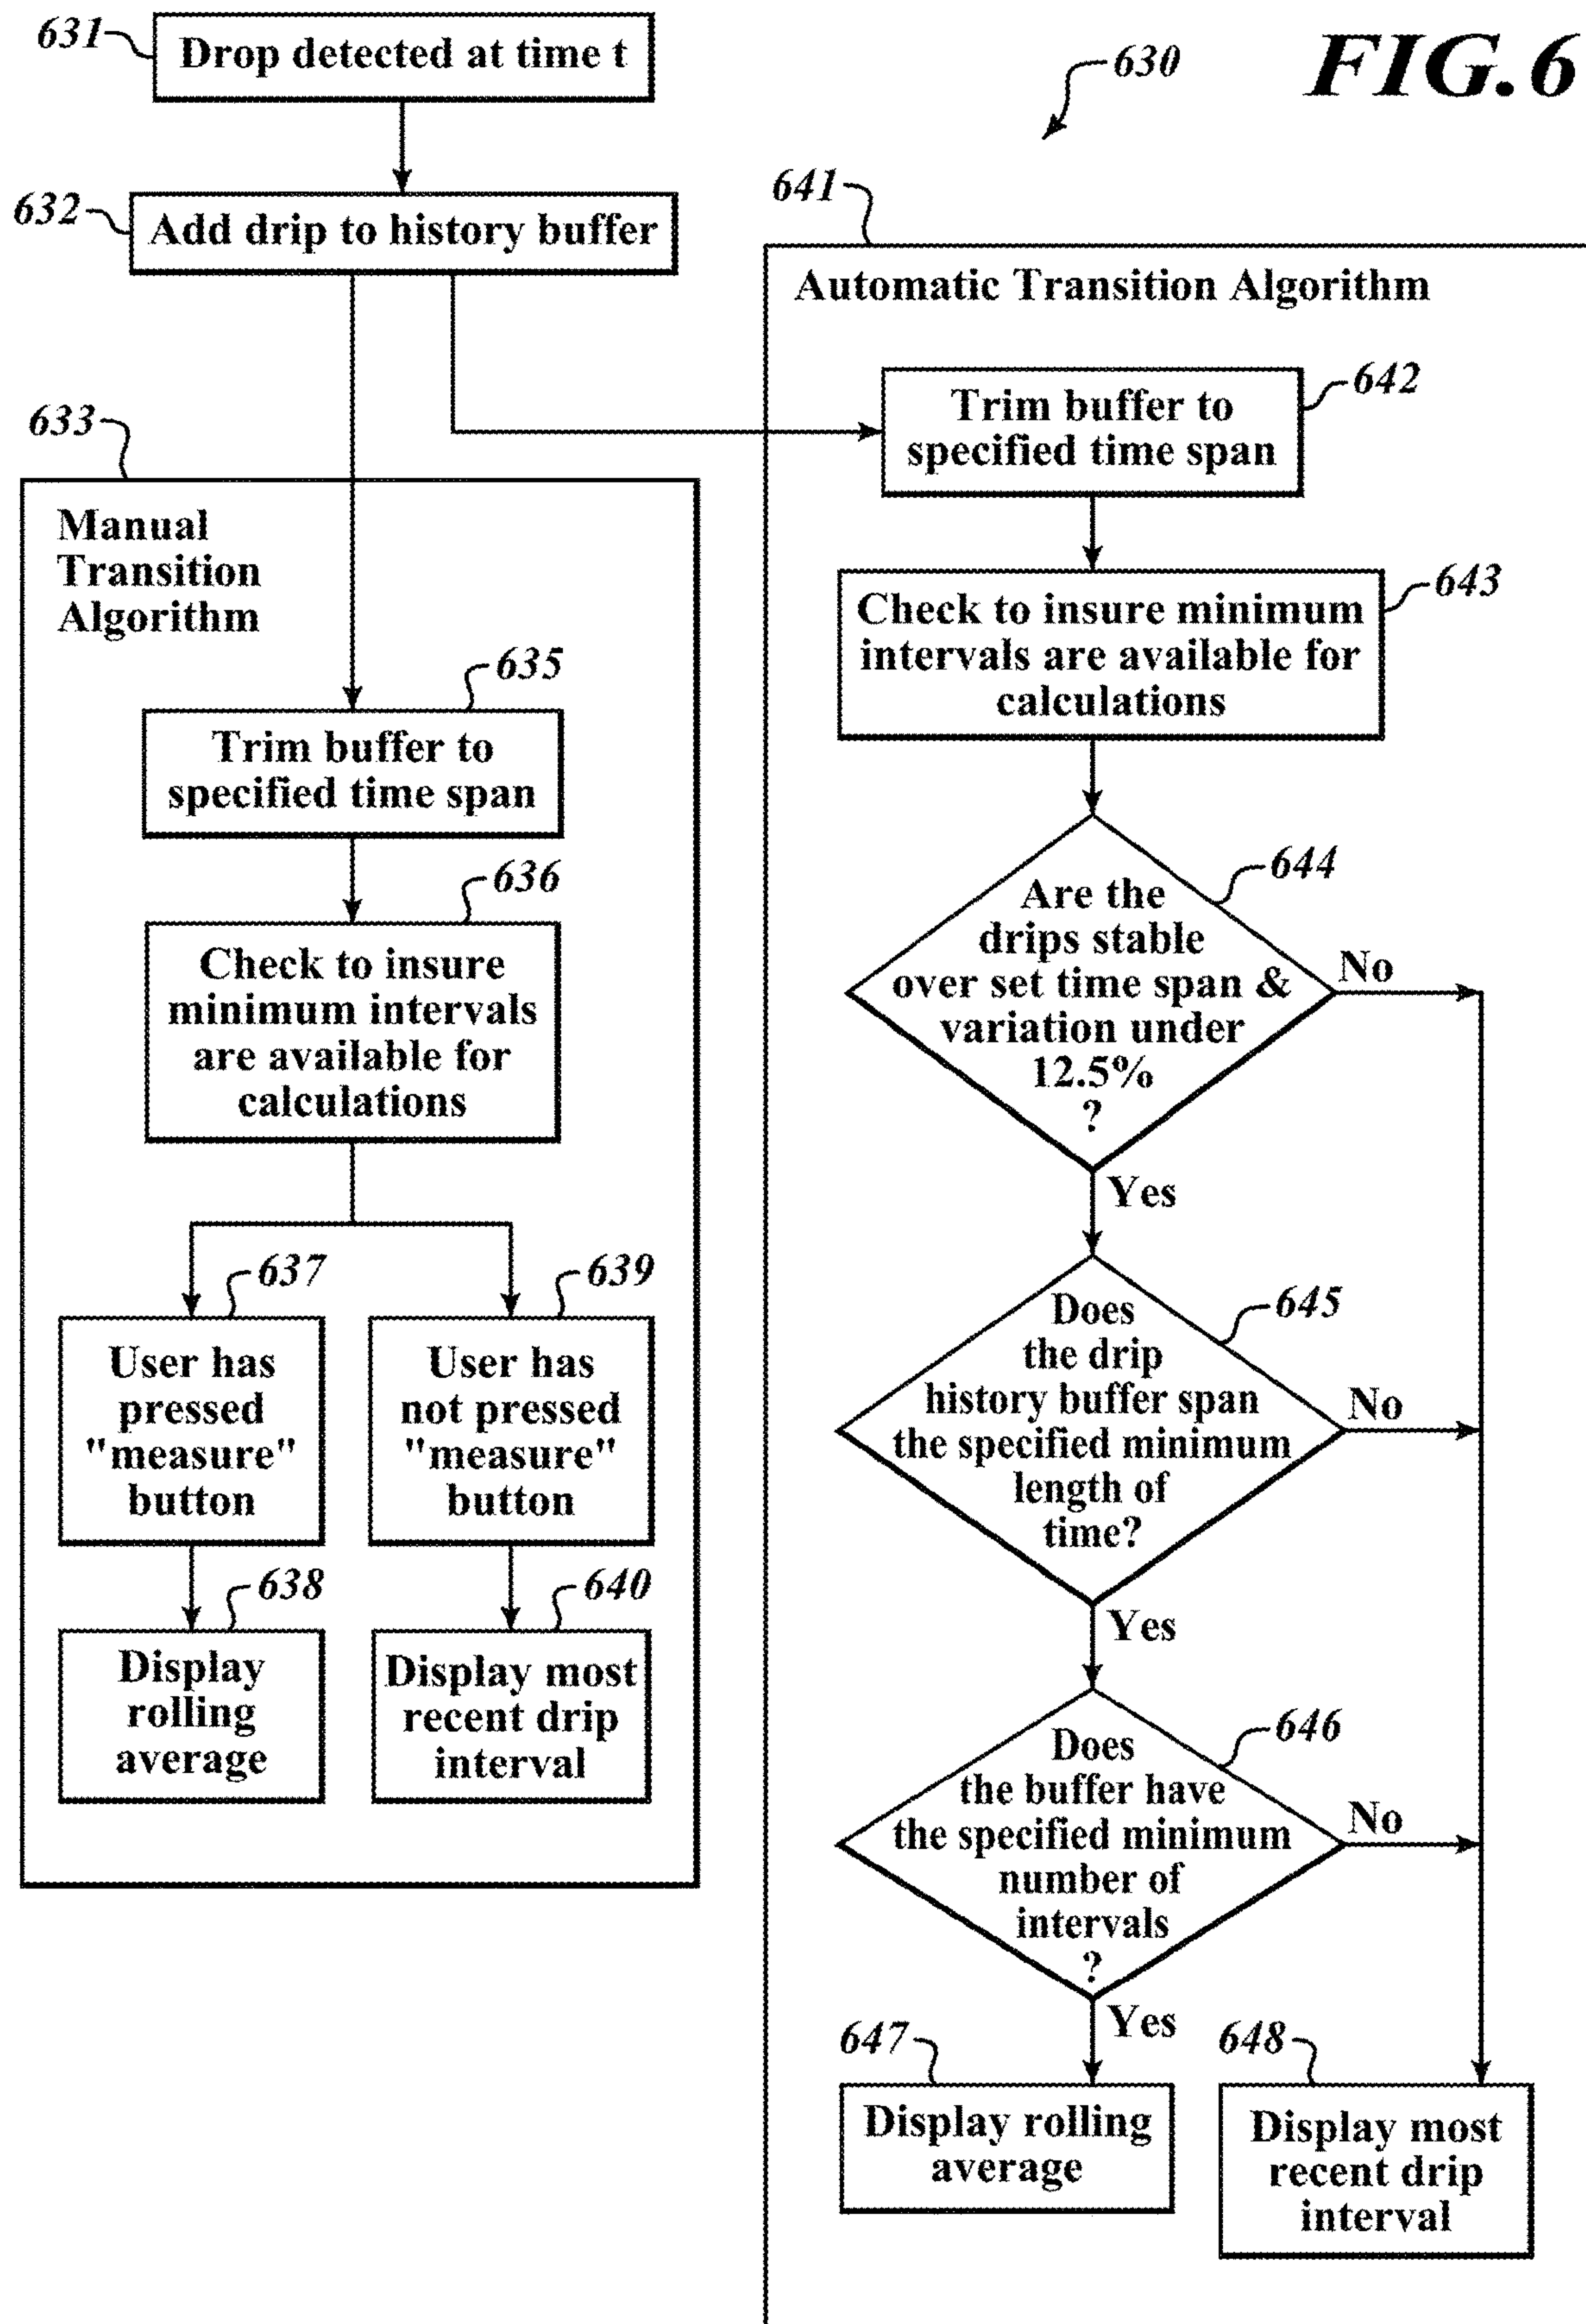 FIG.6
630
631
Drop detected at time t
632
Add drip to history buffer
633
Manual
Transition
Algorithm
635
Trim buffer to
specified time span
636
Check to insure
minimum intervals
are available for
calculations
637
User has
pressed
"measure"
button
638
Display
rolling
average
639
User has
not pressed
"measure"
button
640
Display most
recent drip
interval
641
Automatic Transition Algorithm
642
Trim buffer to
specified time span
643
Check to insure minimum
intervals are available for
calculations
644
Are the
drips stable
over set time span &
variation under
12.5%
?
No
Yes
645
Does
the drip
history buffer span
the specified minimum
length of
time?
No
Yes
646
Does
the buffer have
the specified minimum
number of
intervals
?
No
Yes
647
Display rolling
average
648
Display most
recent drip
interval